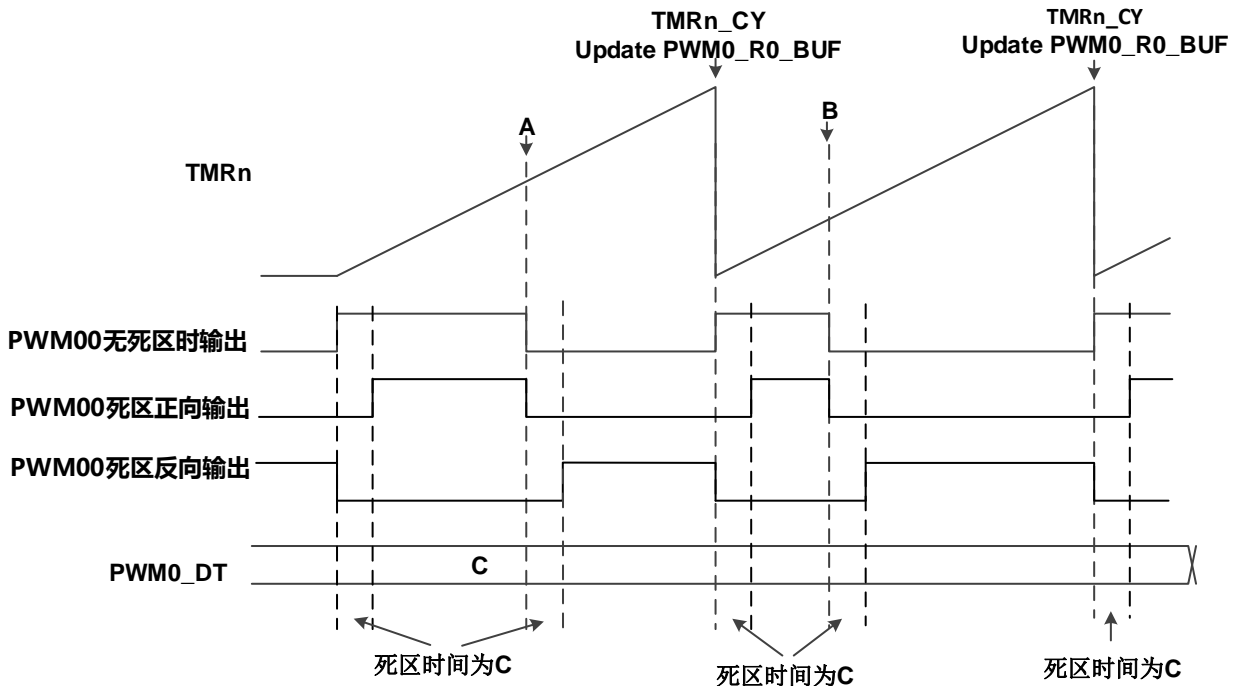 TMRn_CY
Update PWM0_R0_BUF
TMRn_CY
Update PWM0_R0_BUF
A
B
TMRn
PWM00无死区时输出
PWM00死区正向输出
PWM00死区反向输出
PWM0_DT
C
死区时间为C
死区时间为C
死区时间为C